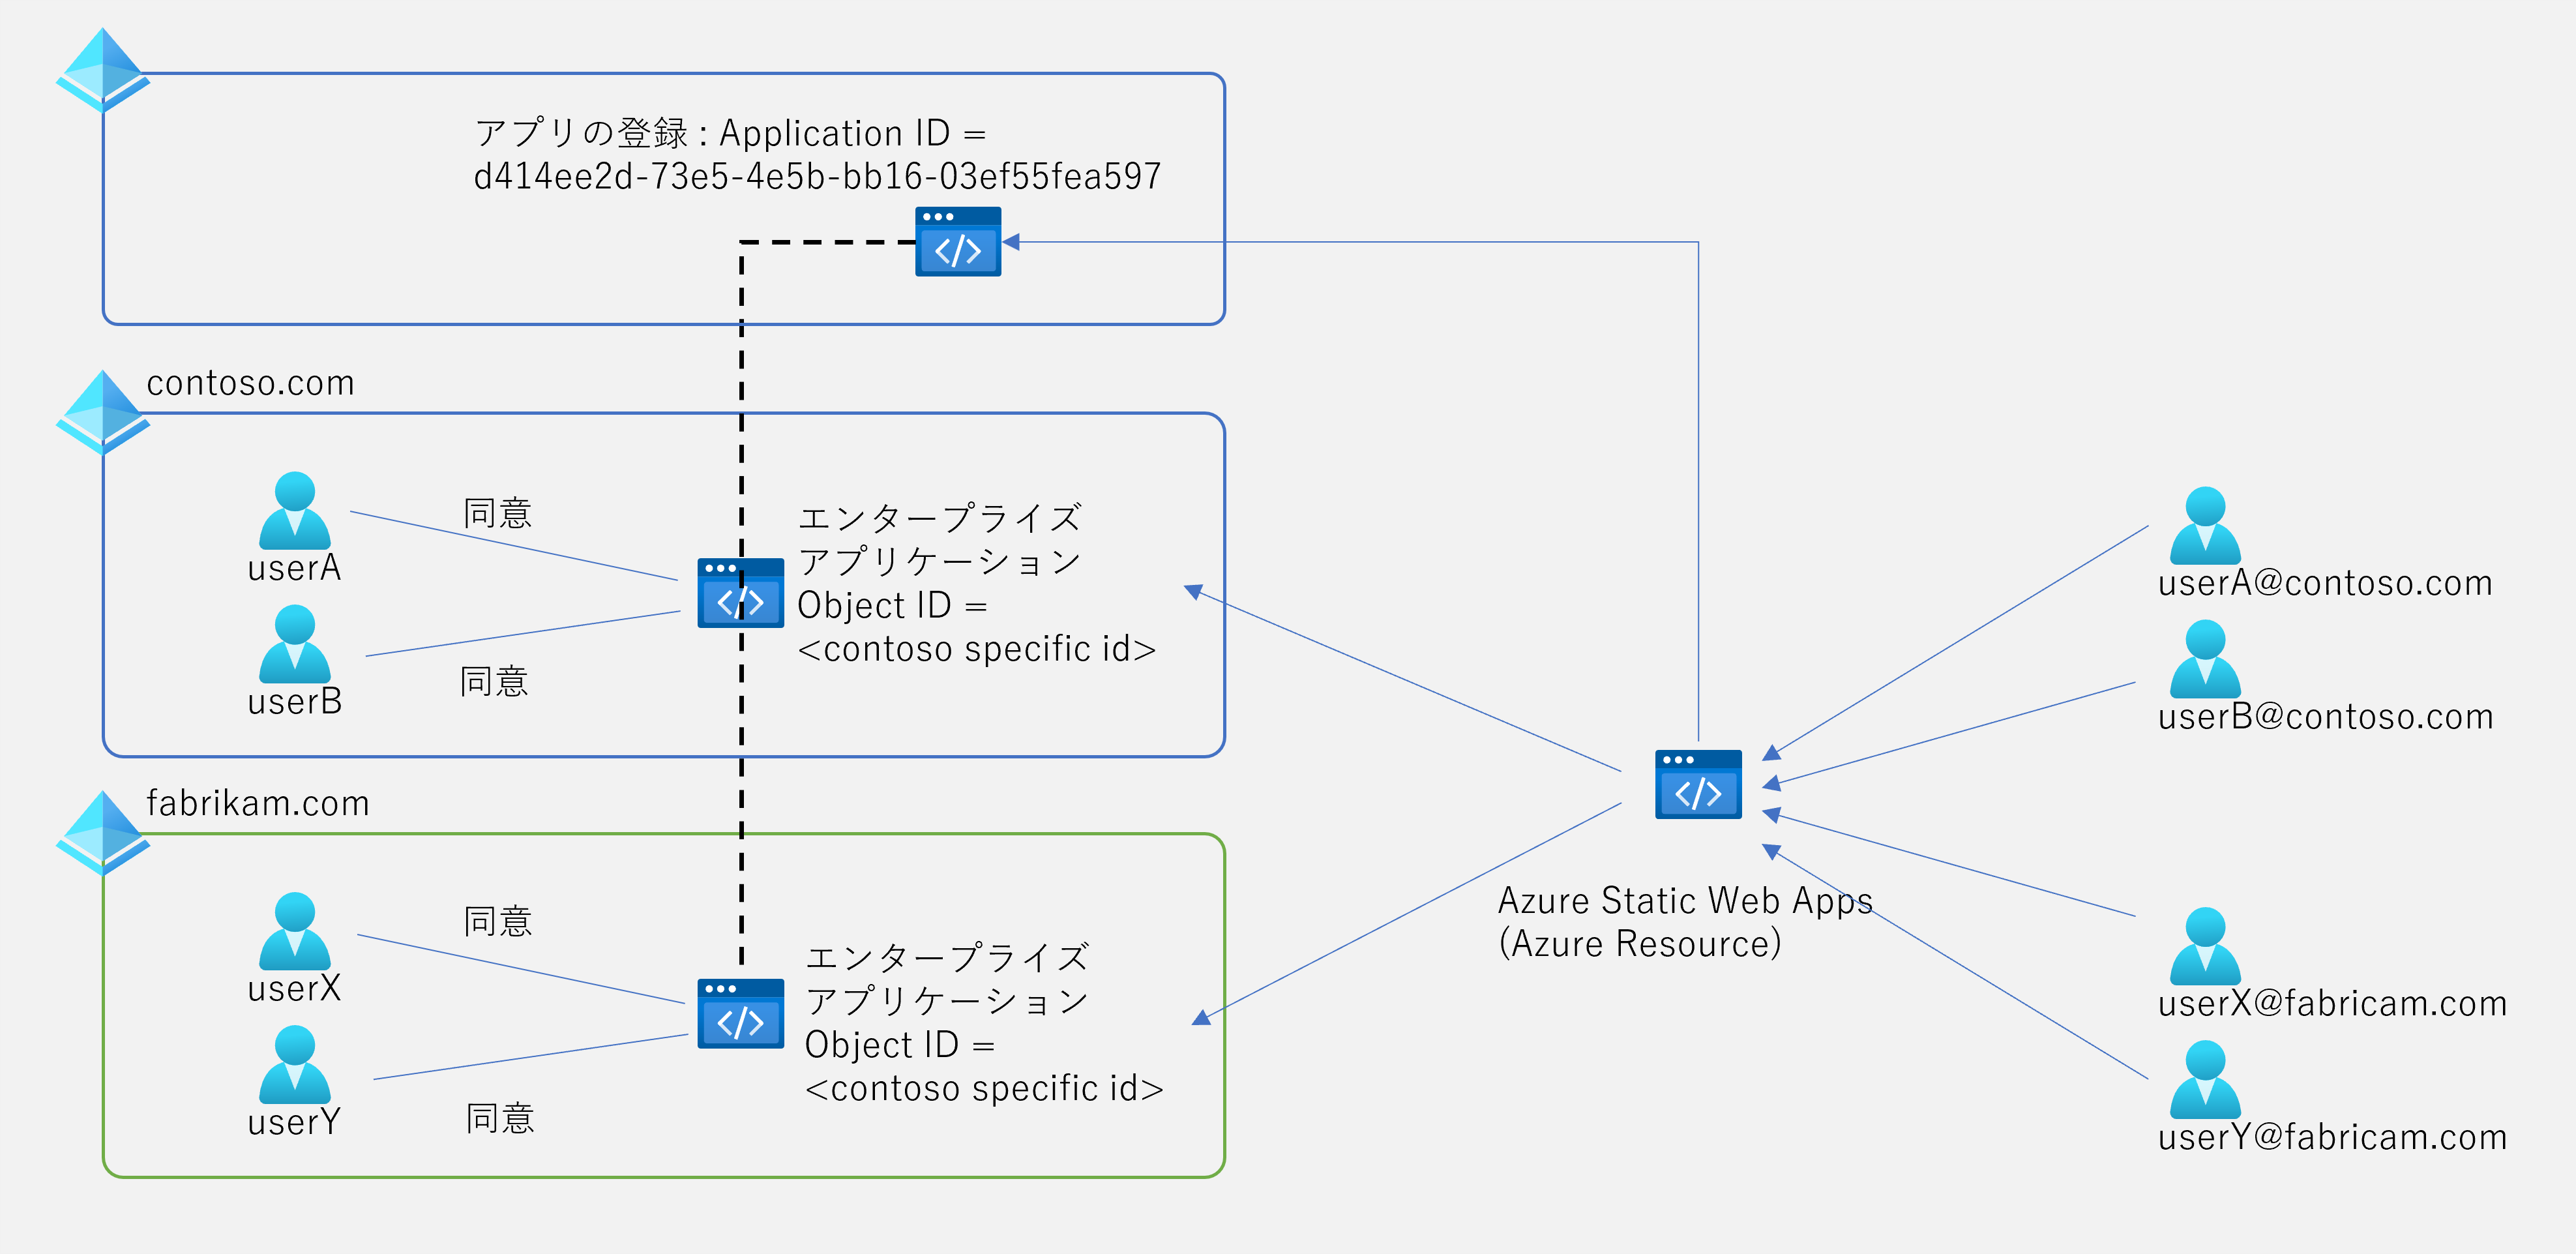 アプリの登録 : Application ID =
d414ee2d-73e5-4e5b-bb16-03ef55fea597
contoso.com
userA
同意
userB
同意
エンタープライズ
アプリケーション
Object ID =
<contoso specific id>
fabrikam.com
userX
同意
userY
同意
エンタープライズ
アプリケーション
Object ID =
<contoso specific id>
Azure Static Web Apps
(Azure Resource)
userA@contoso.com
userB@contoso.com
userX@fabricam.com
userY@fabricam.com